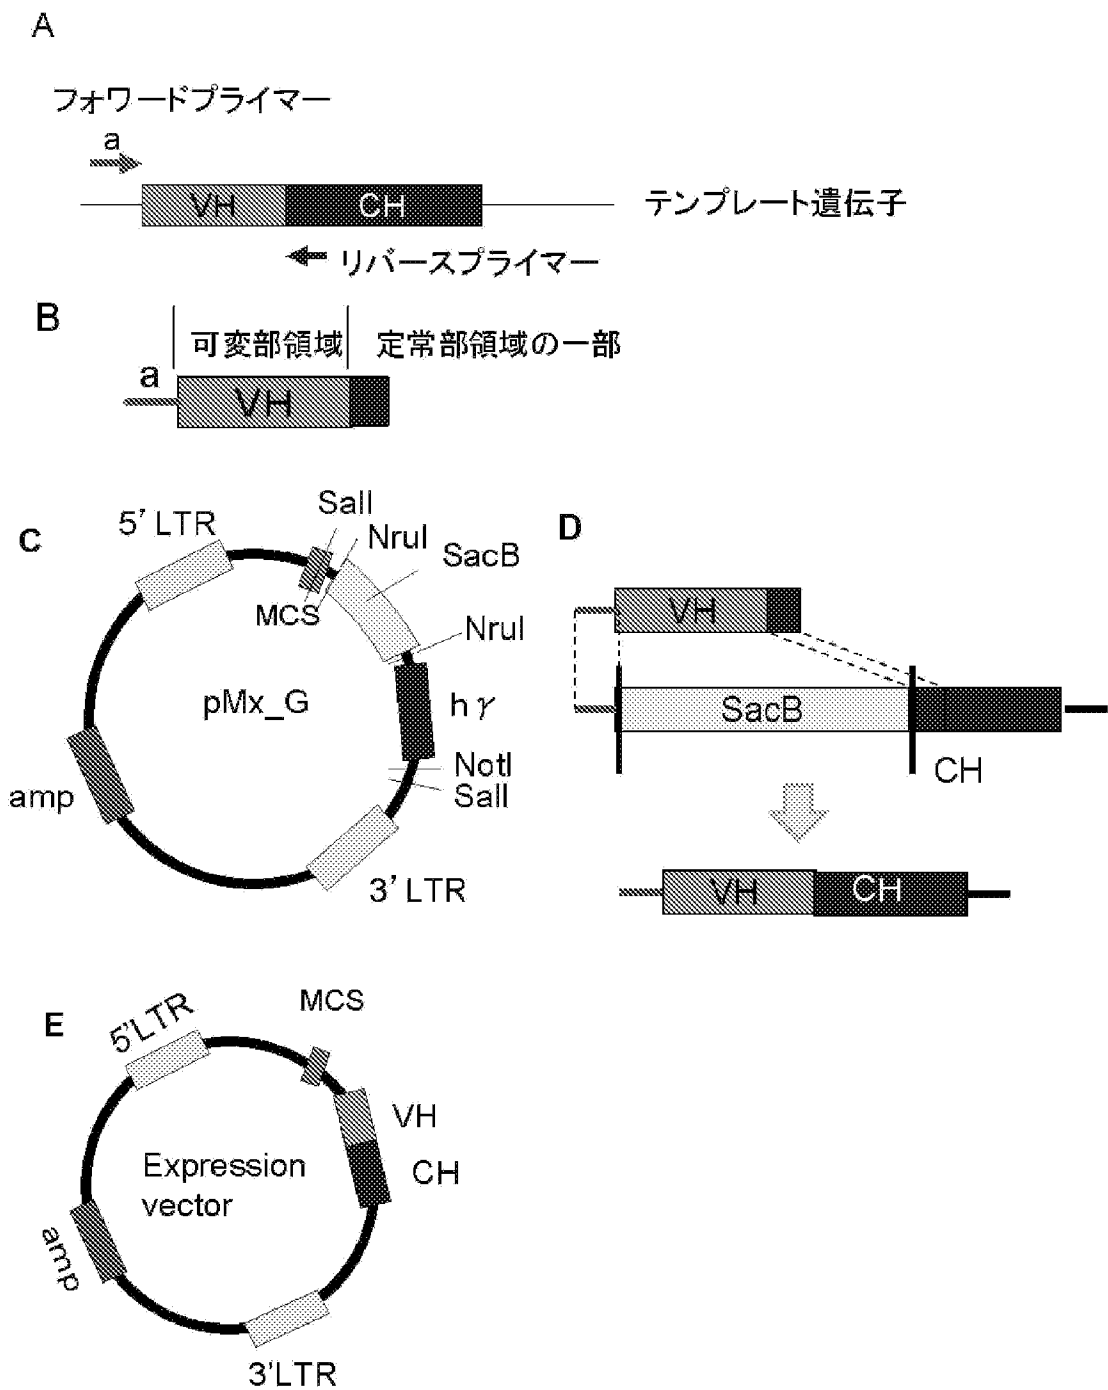 A
フォワードプライマー
a
VH
CH
テンプレート遺伝子
リバースプライマー
B
可変部領域
定常部領域の一部
a
VH
C
5' LTR
SalI
NruI
SacB
MCS
NruI
pMx_G
hγ
NotI
SalI
amp
3' LTR
D
VH
SacB
CH
VH
CH
E
5'LTR
MCS
VH
CH
Expression
vector
amp
3'LTR